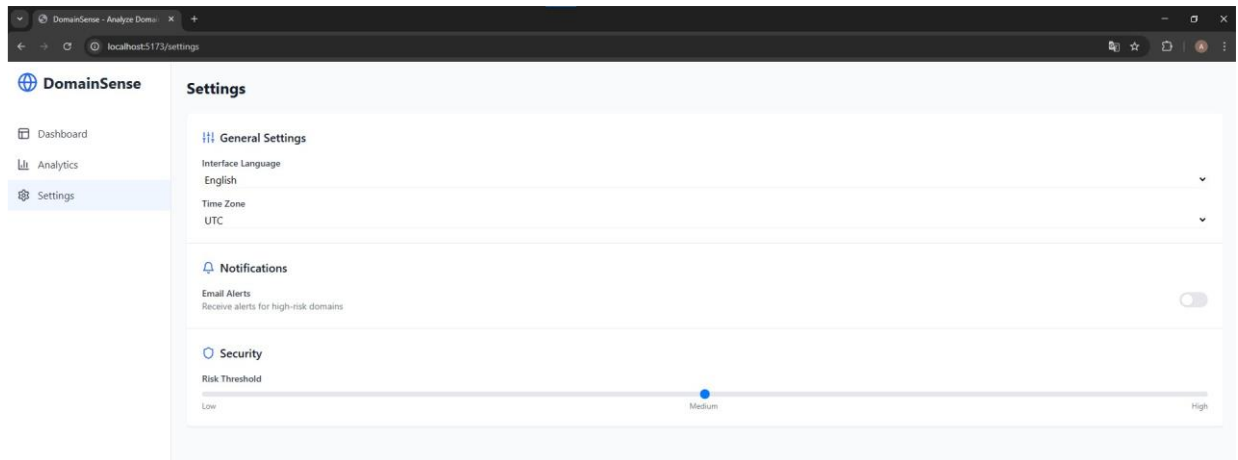 DomainSense - Analyze Domai
localhost:5173/settings
A
DomainSense
Dashboard
Analytics
Settings
Settings
General Settings
Interface Language
English
Time Zone
UTC
Notifications
Email Alerts
Receive alerts for high-risk domains
Security
Risk Threshold
Low Medium High